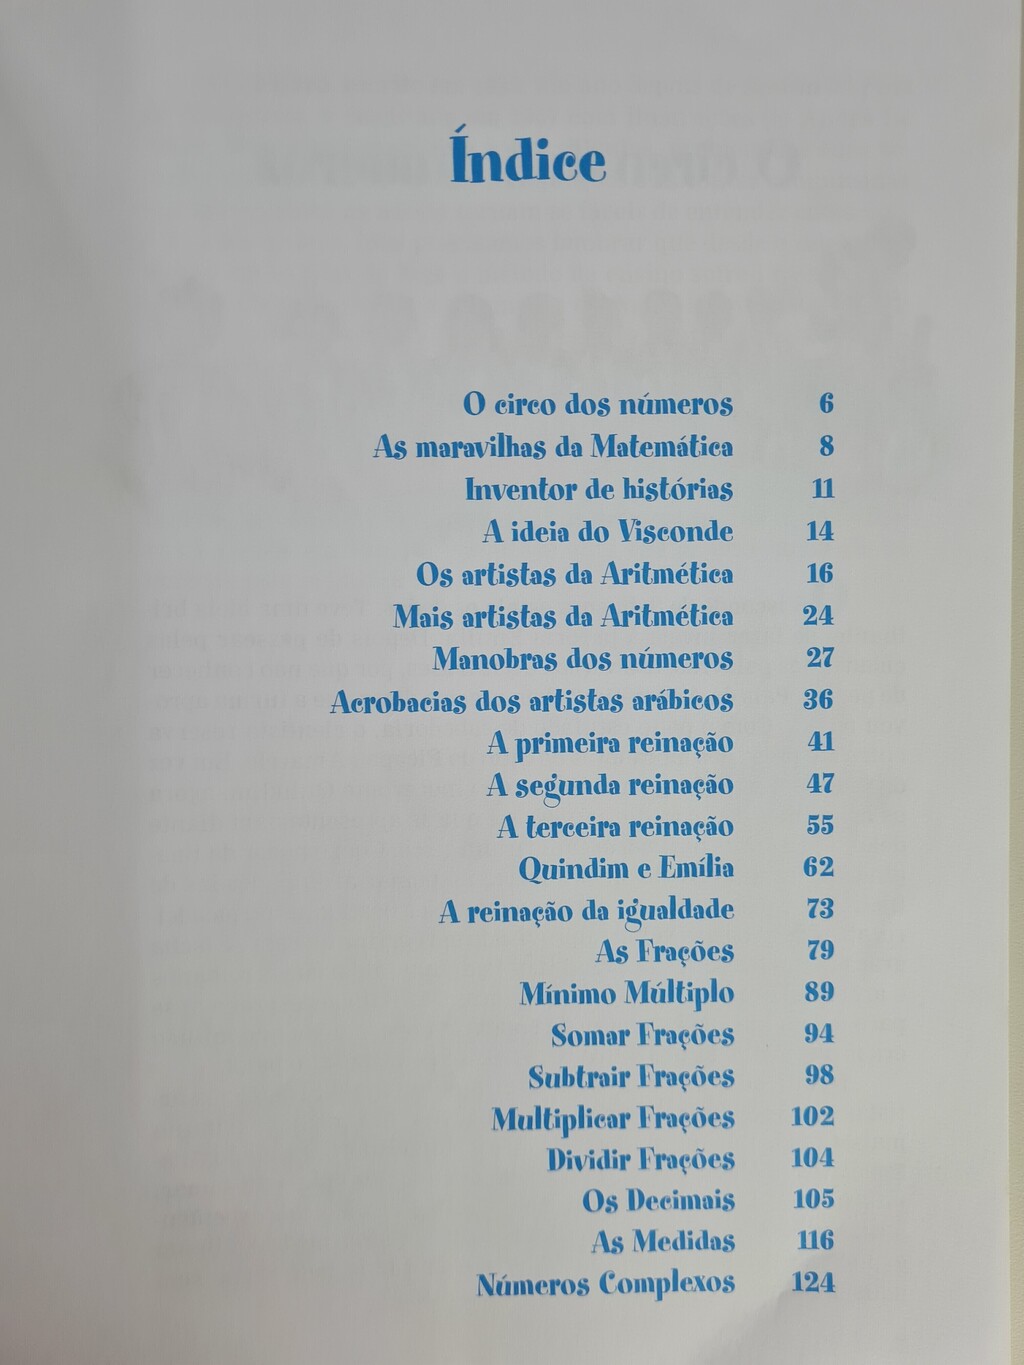 Índice
O circo dos números 6
As maravilhas da Matemática 8
Inventor de histórias 11
A ideia do Visconde 14
Os artistas da Aritmética 16
Mais artistas da Aritmética 24
Manobras dos números 27
Acrobacias dos artistas arábicos 36
A primeira reinação 41
A segunda reinação 47
A terceira reinação 55
Quindim e Emília 62
A reinação da igualdade 73
As Frações 79
Mínimo Múltiplo 89
Somar Frações 94
Subtrair Frações 98
Multiplicar Frações 102
Dividir Frações 104
Os Decimais 105
As Medidas 116
Números Complexos 124